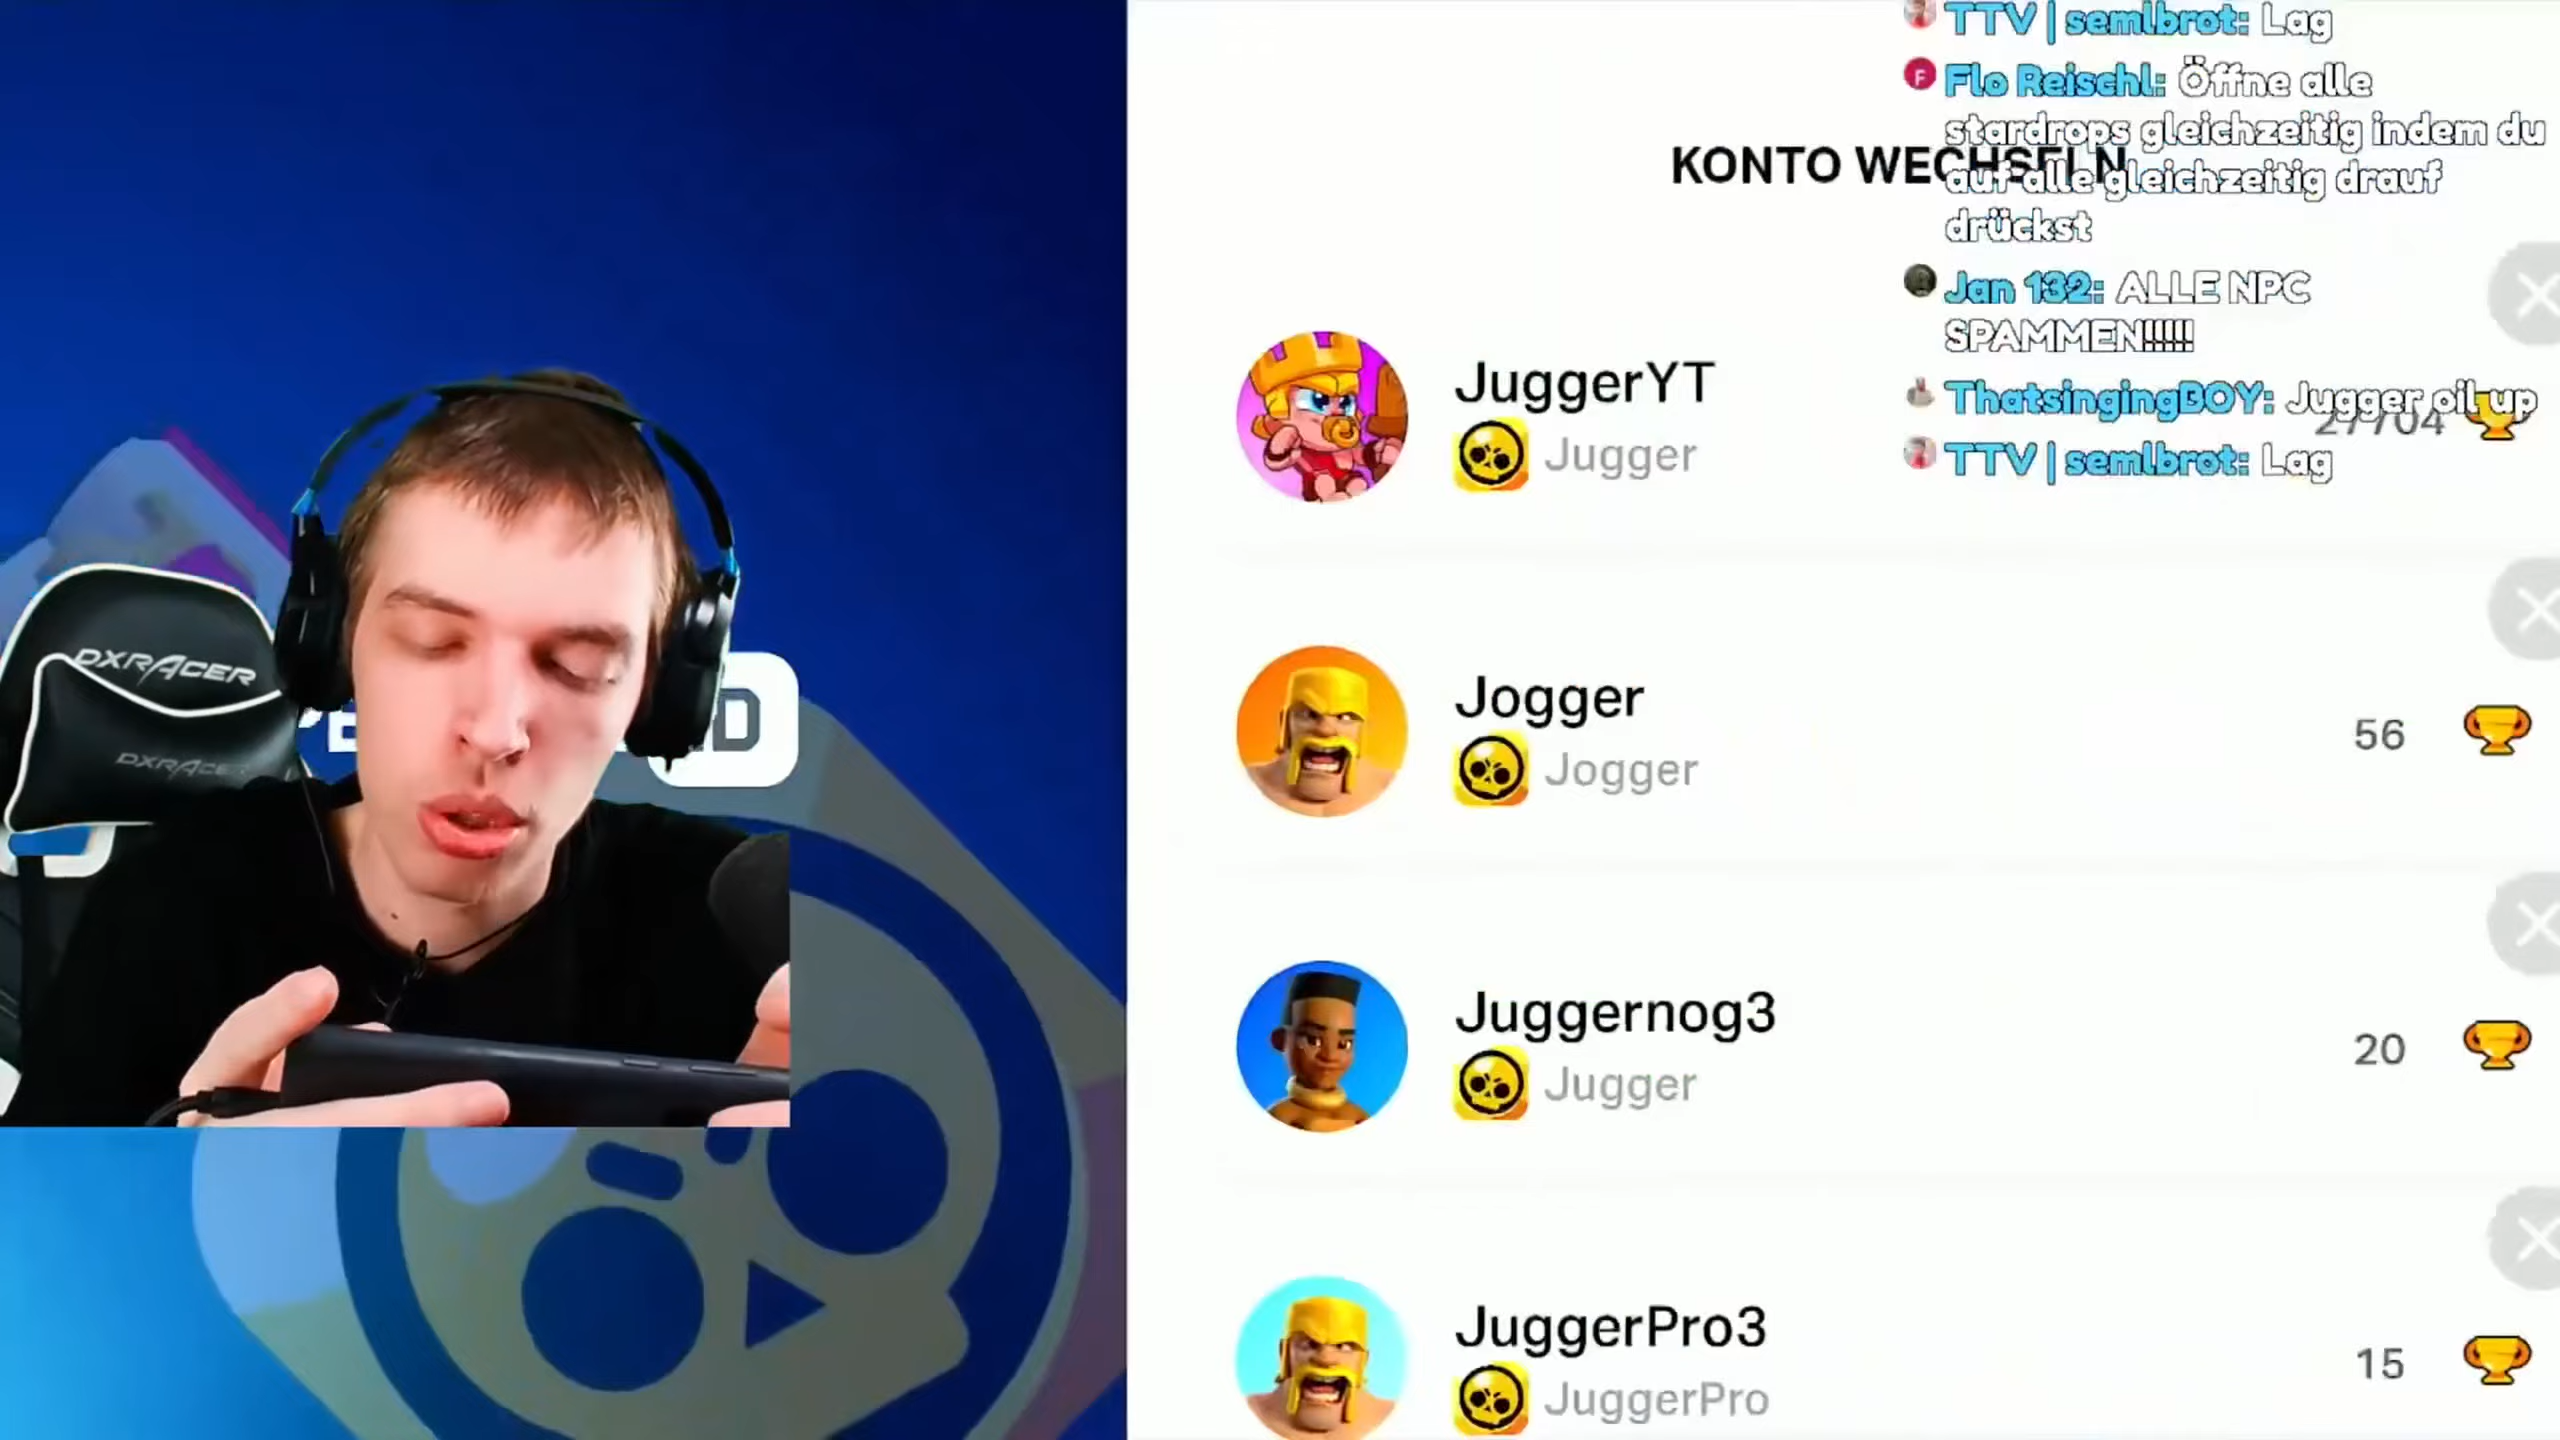 TTV | semlbrot: Lag
Flo Reischl: Öffne alle
stardrops gleichzeitig indem du
auf alle gleichzeitig drauf
drückst
KONTO WECHSELN
Jan 132: ALLE NPC
SPAMMEN!!!!!
ThatsingingBOY: Jugger oil up
TTV | semlbrot: Lag
JuggerYT
Jugger
Jogger
Jogger
56
Juggernog3
Jugger
20
JuggerPro3
JuggerPro
15
DXRACER
DXRACER